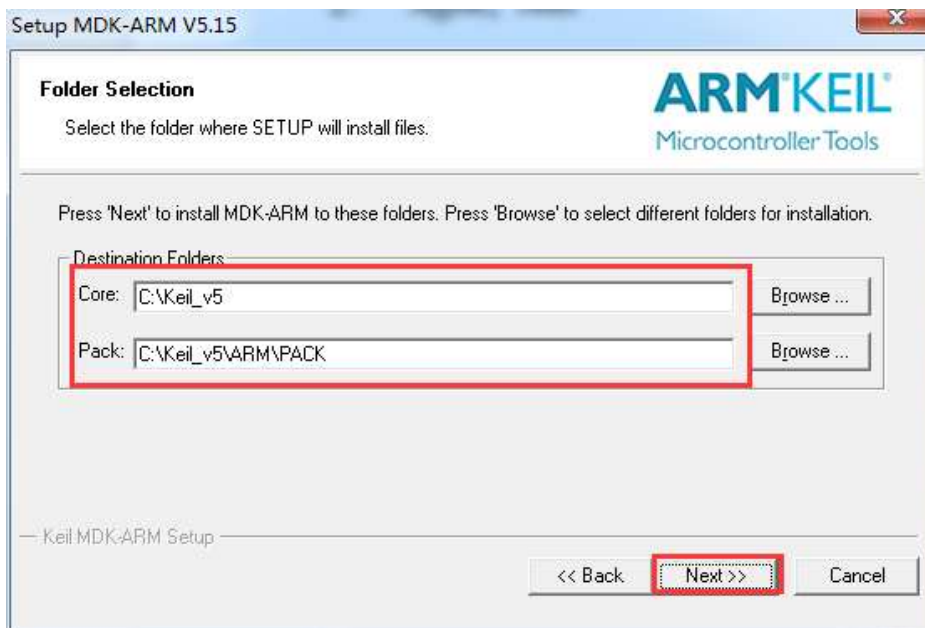 Setup MDK-ARM V5.15
Folder Selection
Select the folder where SETUP will install files.
ARM KEIL
Microcontroller Tools
Press 'Next' to install MDK-ARM to these folders. Press 'Browse' to select different folders for installation.
Destination Folders
Core: C:\Keil_v5 Browse ...
Pack: C:\Keil_v5\ARM\PACK Browse ...
Keil MDK-ARM Setup
<< Back Next >> Cancel